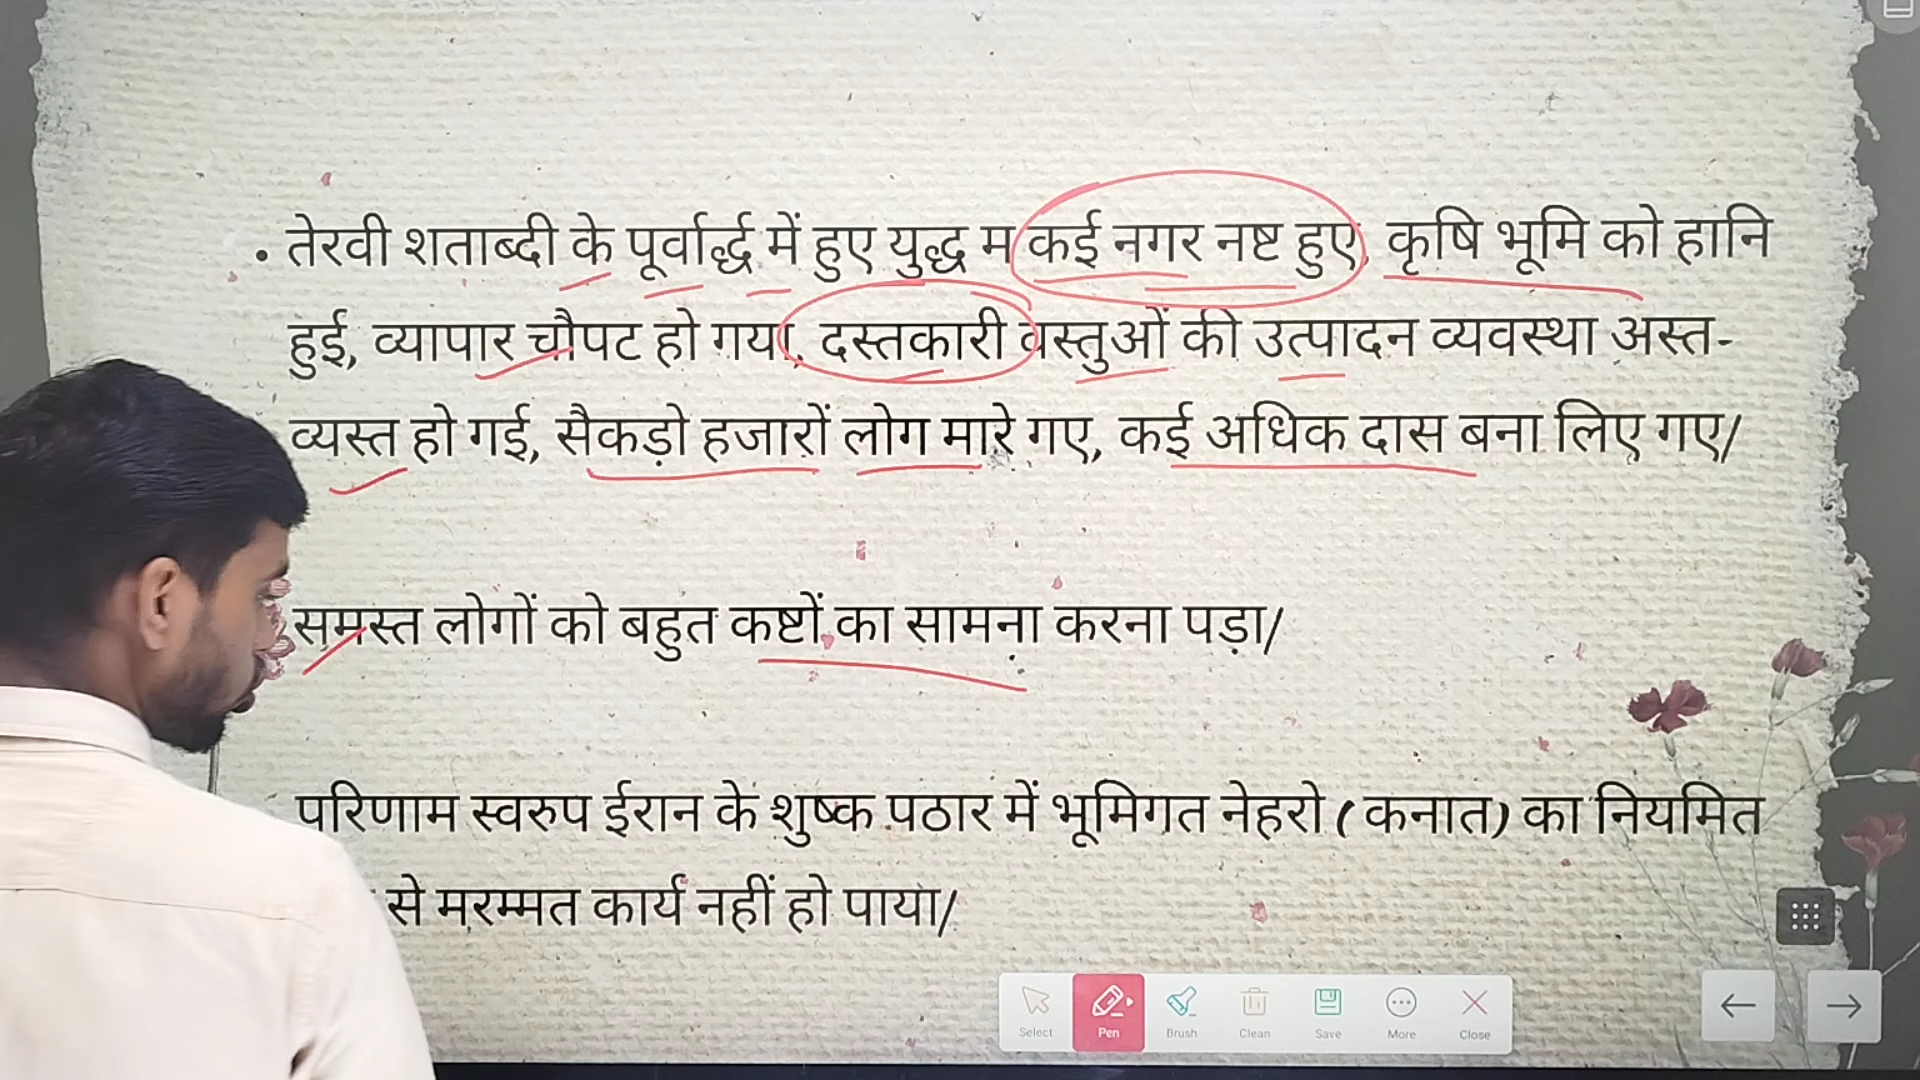 • तेरवी शताब्दी के पूर्वार्द्ध में हुए युद्ध म कई नगर नष्ट हुए, कृषि भूमि को हानि
हुई, व्यापार चौपट हो गया, दस्तकारी वस्तुओं की उत्पादन व्यवस्था अस्त-
व्यस्त हो गई, सैकड़ो हजारों लोग मारे गए, कई अधिक दास बना लिए गए/
समस्त लोगों को बहुत कष्टों का सामना करना पड़ा/
परिणाम स्वरुप ईरान के शुष्क पठार में भूमिगत नेहरो ( कनात) का नियमित
से मरम्मत कार्य नहीं हो पाया/
Select Pen Brush Clean Save More Close